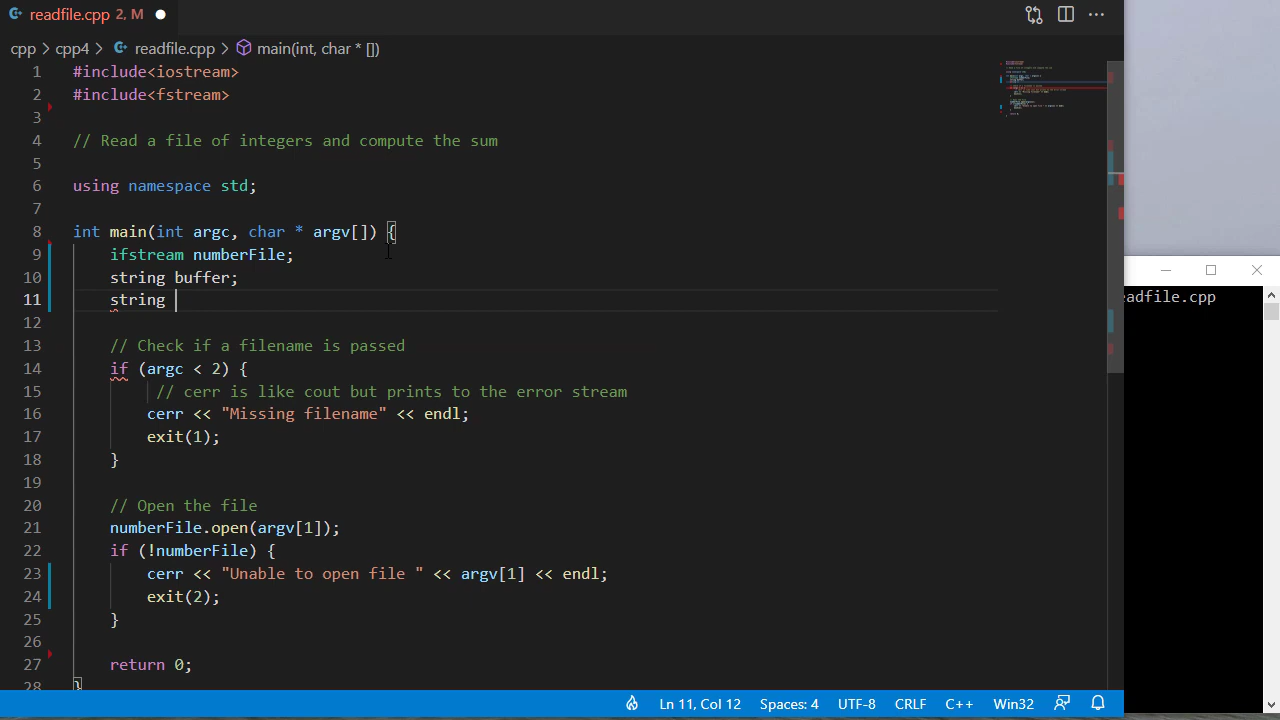 readfile.cpp 2, M
cpp > cpp4 > readfile.cpp > main(int, char * [])
1 #include<iostream>
2 #include<fstream>
3
4 // Read a file of integers and compute the sum
5
6 using namespace std;
7
8 int main(int argc, char * argv[]) {
9 ifstream numberFile;
10 string buffer;
11 string
12
13 // Check if a filename is passed
14 if (argc < 2) {
15 // cerr is like cout but prints to the error stream
16 cerr << "Missing filename" << endl;
17 exit(1);
18 }
19
20 // Open the file
21 numberFile.open(argv[1]);
22 if (!numberFile) {
23 cerr << "Unable to open file " << argv[1] << endl;
24 exit(2);
25 }
26
27 return 0;
28 }
eadfile.cpp
Ln 11, Col 12 Spaces: 4 UTF-8 CRLF C++ Win32